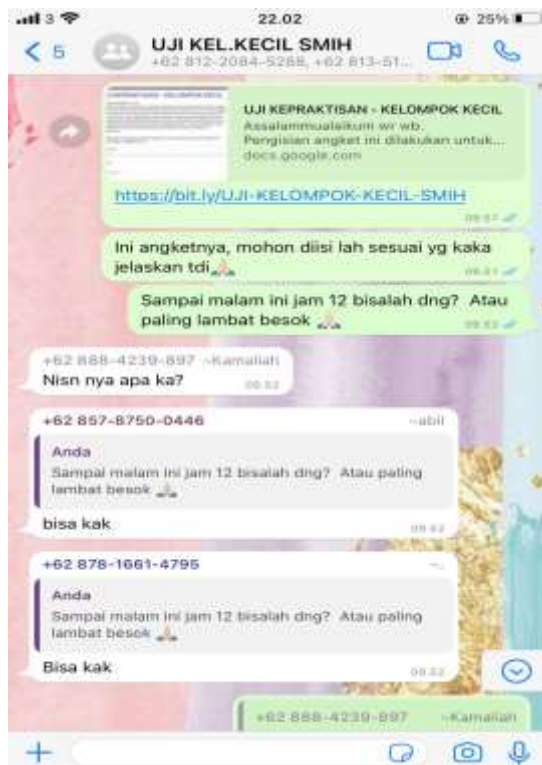 3 22.02 25%
5 UJI KEL.KECIL SMIH
+62 812-2084-5288, +62 813-51...
UJI KEPRAKTISAN - KELOMPOK KECIL
Assalammualaikum wr wb.
Pengisian angket ini dilakukan untuk...
docs.google.com
https://bit.ly/UJI-KELOMPOK-KECIL-SMIH
Ini angketnya, mohon diisi lah sesuai yg kaka
jelaskan tdi🙏🏻
Sampai malam ini jam 12 bisalah dng? Atau
paling lambat besok 🙏🏻
+62 888-4239-897 ~Kamaliah
Nisn nya apa ka?
+62 857-8750-0446 ~abil
Anda
Sampai malam ini jam 12 bisalah dng? Atau paling
lambat besok 🙏🏻
bisa kak
+62 878-1661-4795
Anda
Sampai malam ini jam 12 bisalah dng? Atau paling
lambat besok 🙏🏻
Bisa kak
+62 888-4239-897 ~Kamaliah